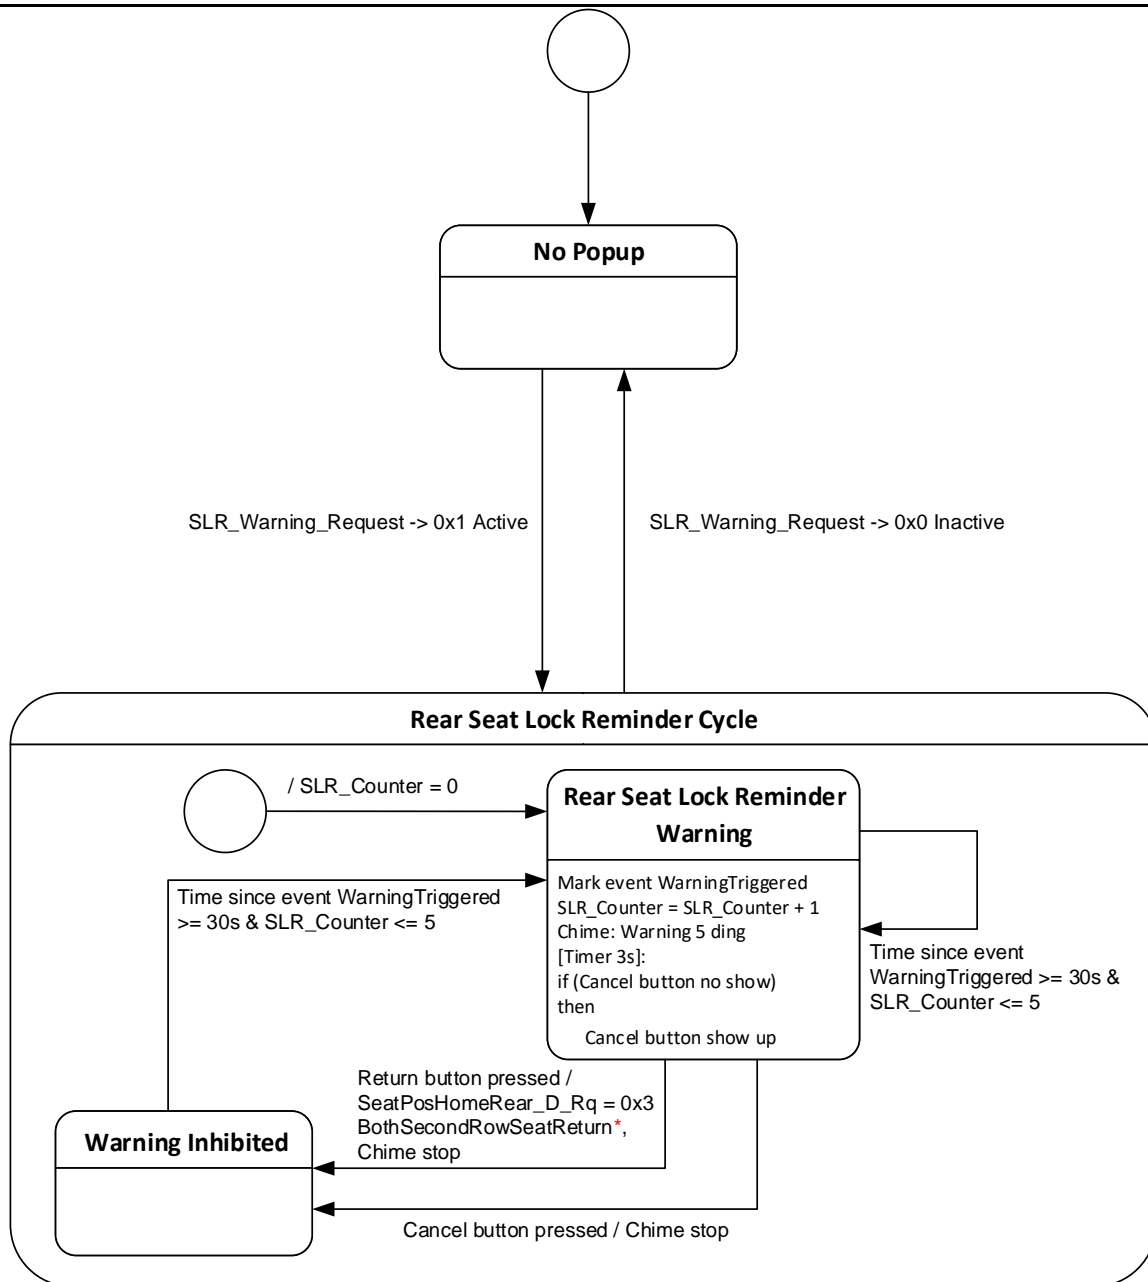 No Popup
SLR_Warning_Request -> 0x1 Active
SLR_Warning_Request -> 0x0 Inactive
Rear Seat Lock Reminder Cycle
/ SLR_Counter = 0
Rear Seat Lock Reminder
Warning
Mark event WarningTriggered
SLR_Counter = SLR_Counter + 1
Chime: Warning 5 ding
[Timer 3s]:
if (Cancel button no show)
then
Cancel button show up
Time since event WarningTriggered
>= 30s & SLR_Counter <= 5
Time since event
WarningTriggered >= 30s &
SLR_Counter <= 5
Return button pressed /
SeatPosHomeRear_D_Rq = 0x3
BothSecondRowSeatReturn*,
Chime stop
Warning Inhibited
Cancel button pressed / Chime stop